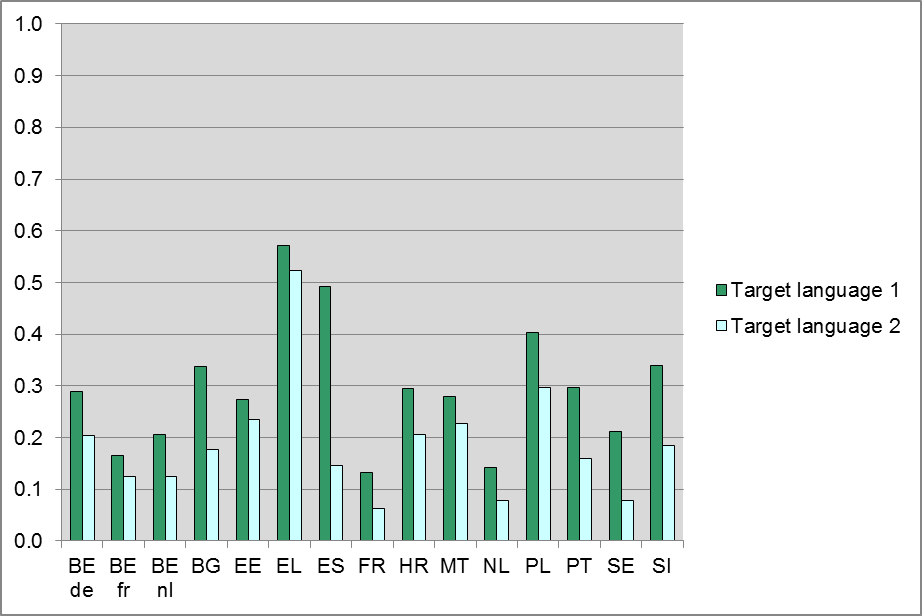 1.0
0.9
0.8
0.7
0.6
0.5
0.4
0.3
0.2
0.1
0.0
BE BE BE BG EE EL ES FR HR MT NL PL PT SE SI
de fr nl
Target language 1
Target language 2